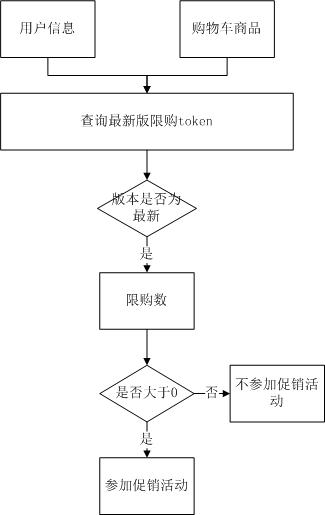 用户信息
购物车商品
查询最新版限购token
版本是否为
最新
是
限购数
是否大于0
否
不参加促销活
动
是
参加促销活动